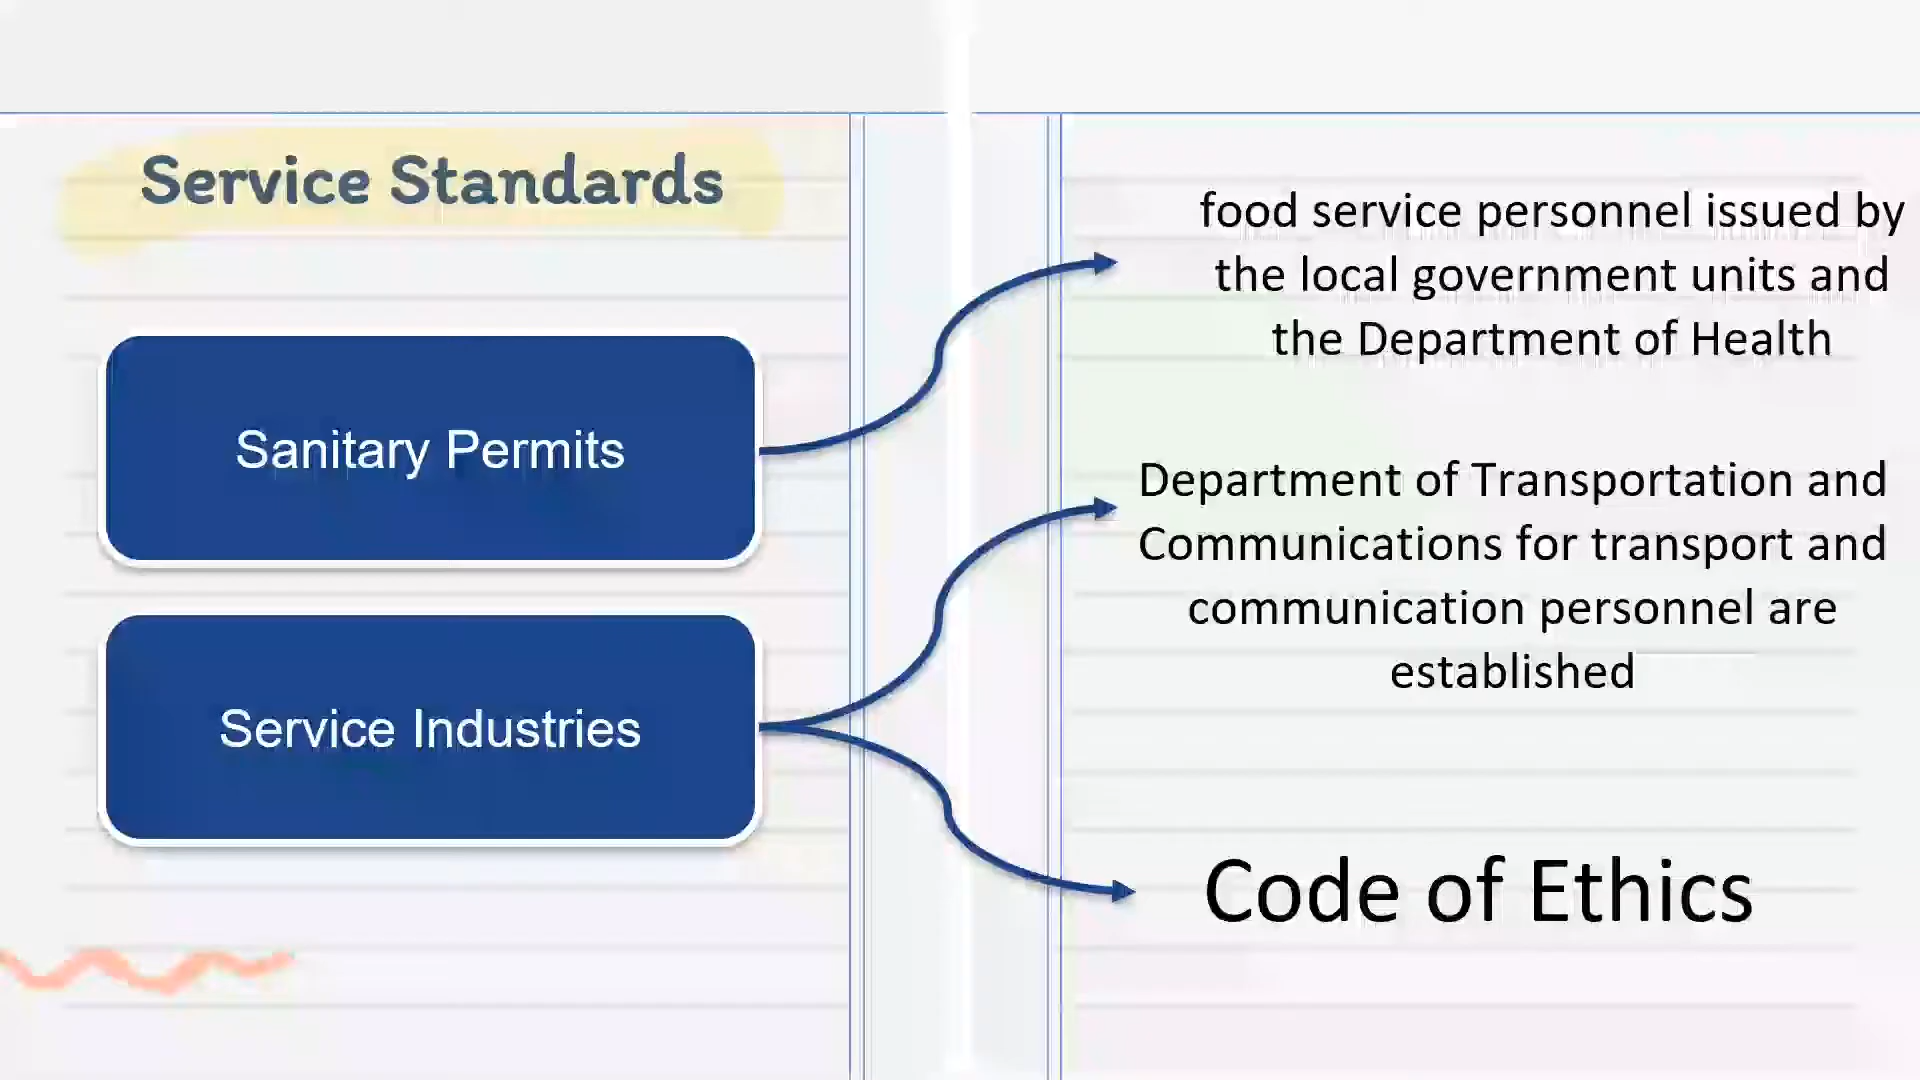 Service Standards
Sanitary Permits
Service Industries
food service personnel issued by
the local government units and
the Department of Health
Department of Transportation and
Communications for transport and
communication personnel are
established
Code of Ethics